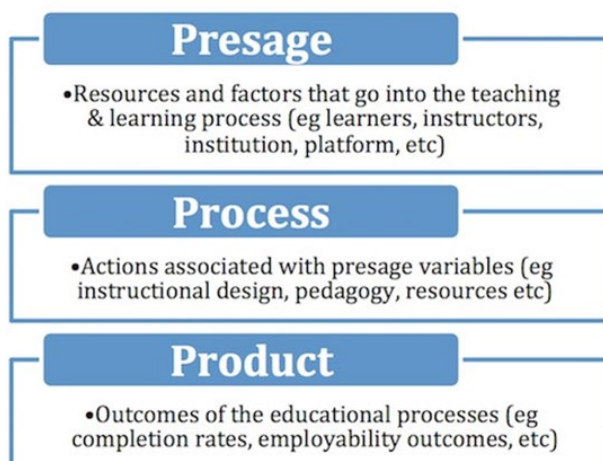 Presage
•Resources and factors that go into the teaching
& learning process (eg learners, instructors,
institution, platform, etc)
Process
•Actions associated with presage variables (eg
instructional design, pedagogy, resources etc)
Product
•Outcomes of the educational processes (eg
completion rates, employability outcomes, etc)